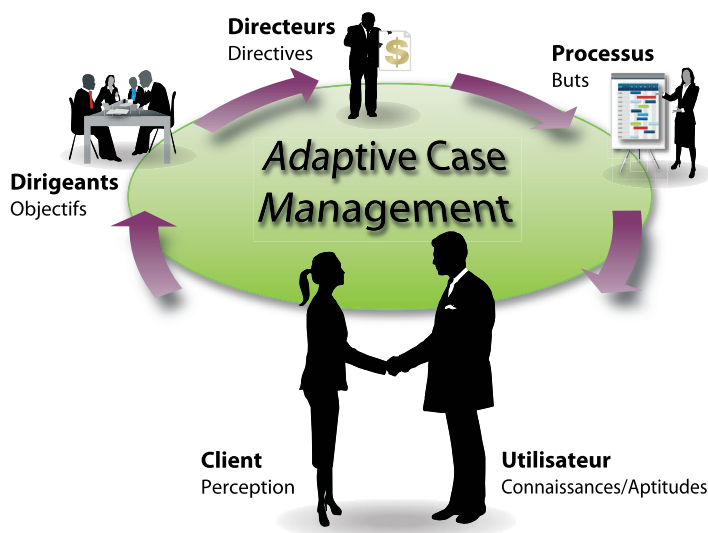 Directeurs
Directives
Processus
Buts
$
Adaptive Case
Management
Dirigeants
Objectifs
Client
Perception
Utilisateur
Connaissances/Aptitudes